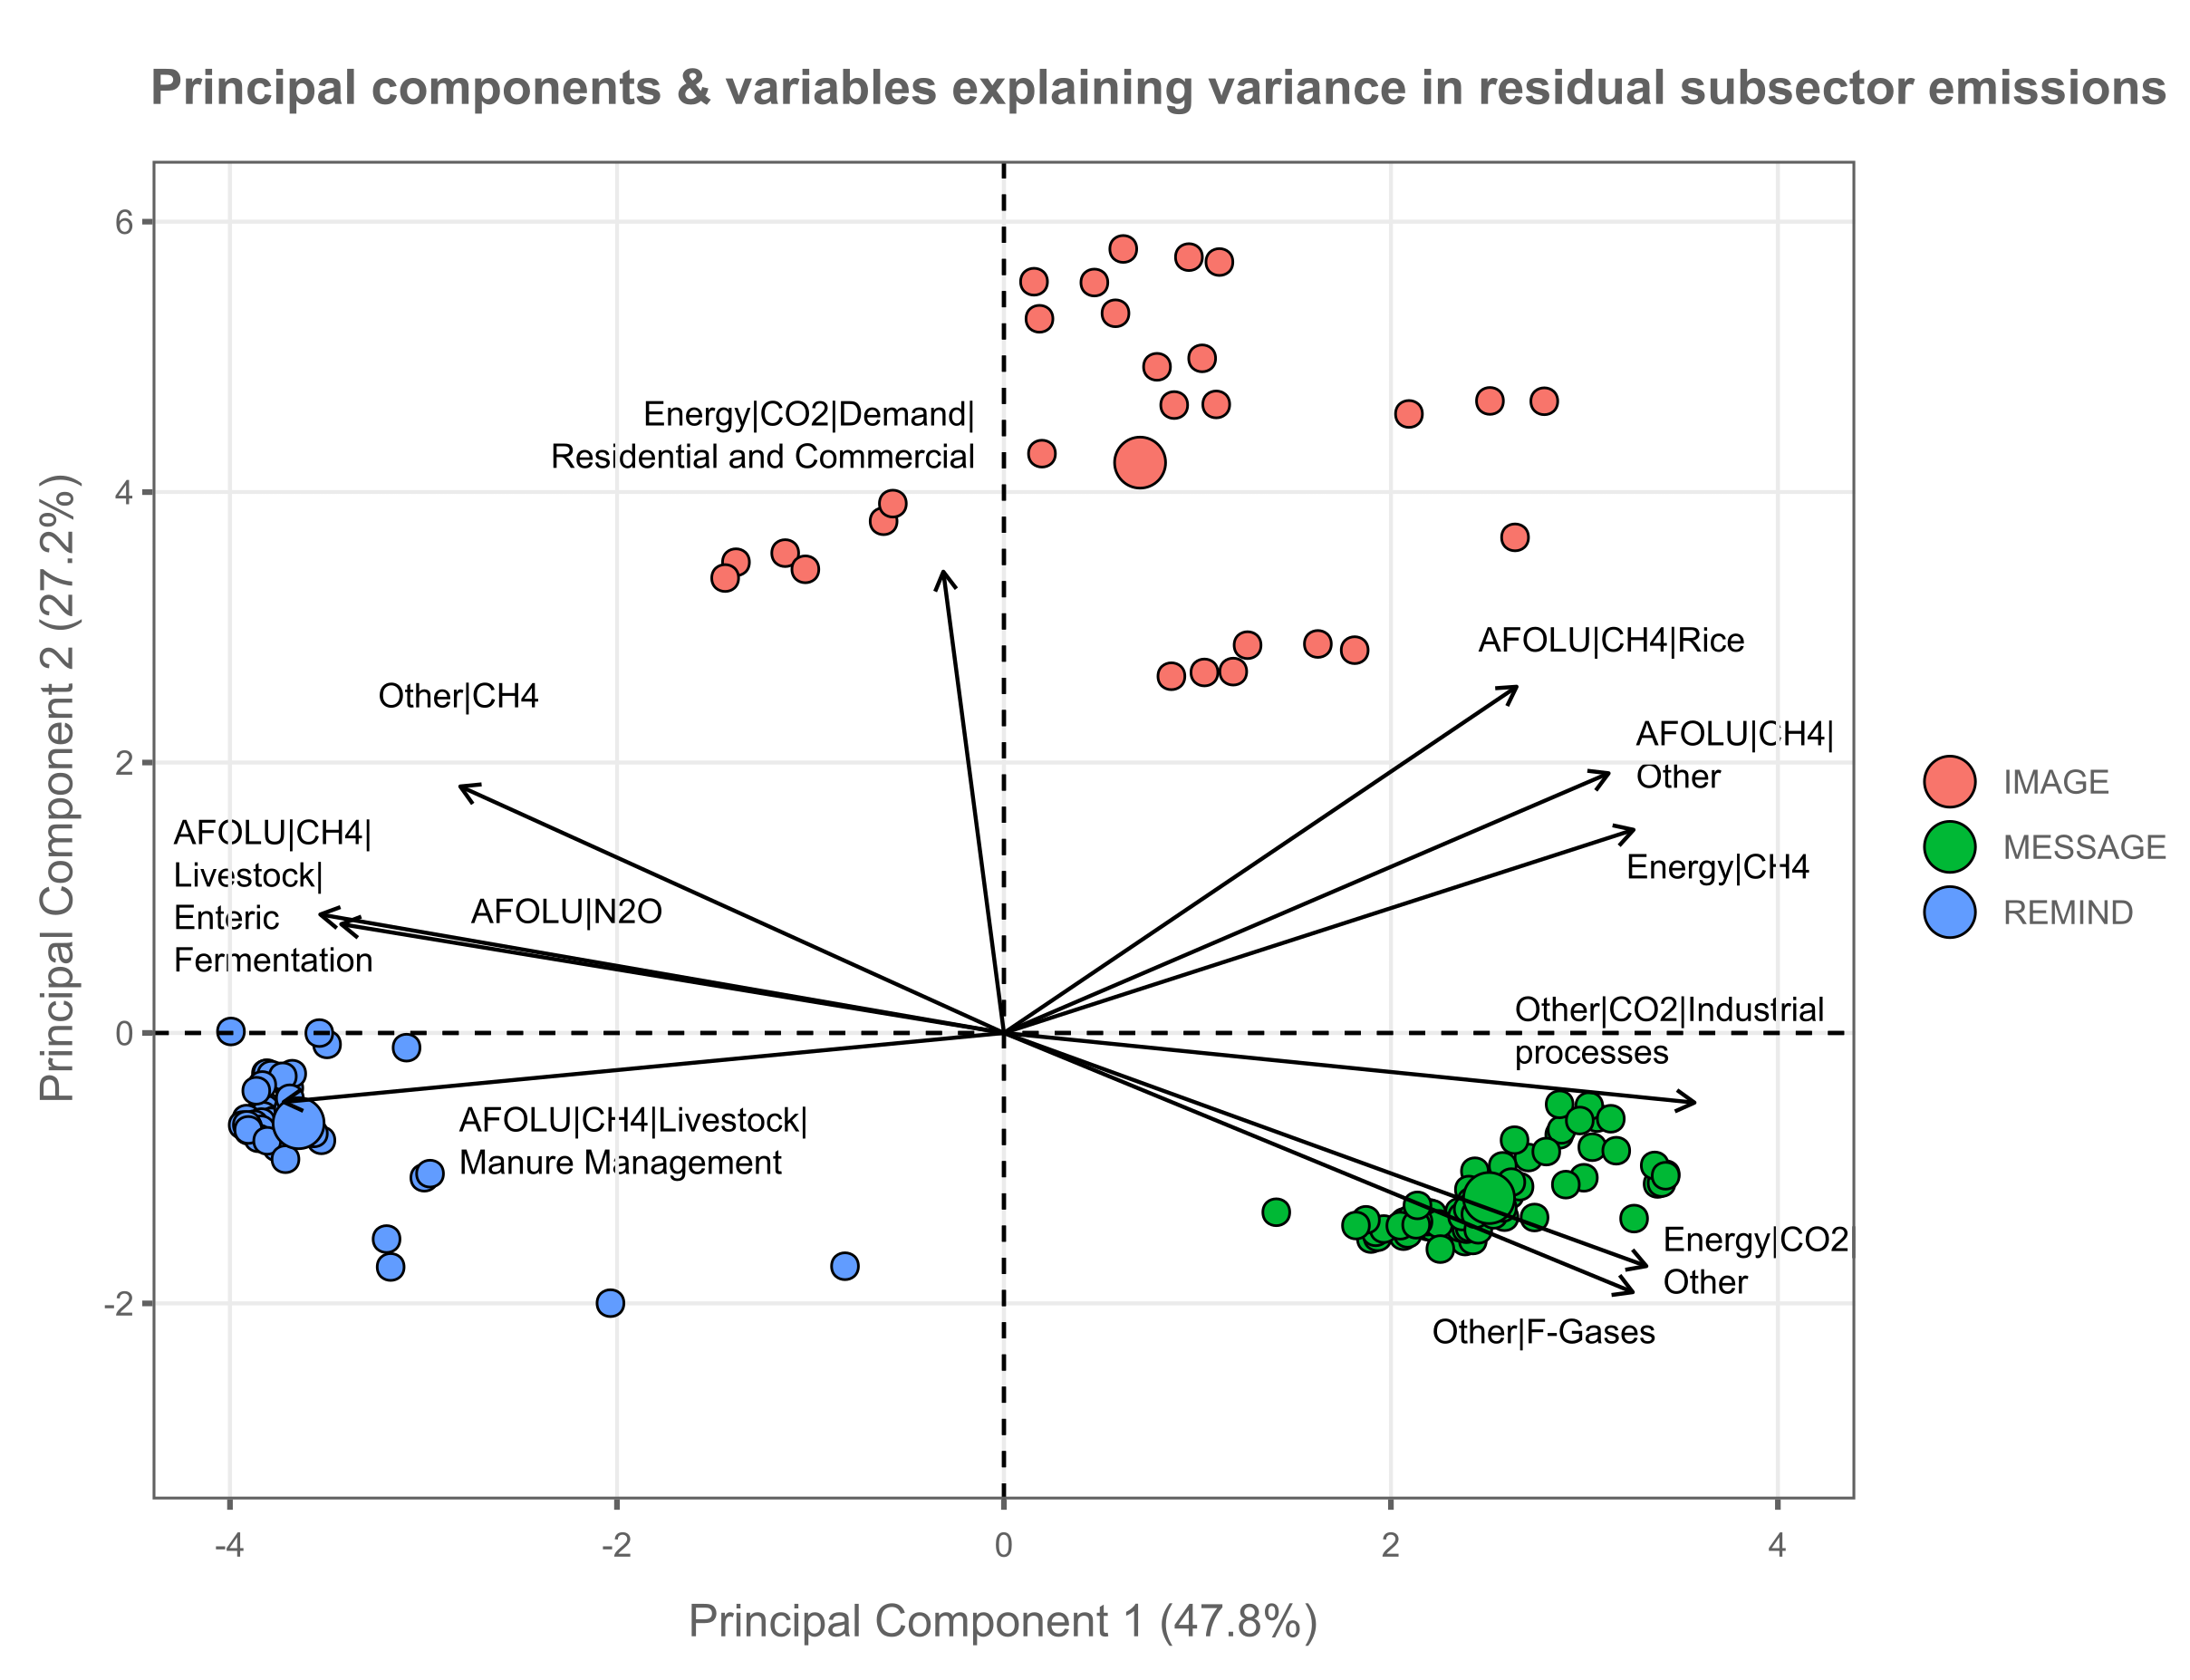 Principal components & variables explaining variance in residual subsector emissions
Principal Component 2 (27.2%)
6
4
2
0
-2
Energy|CO2|Demand|
Residential and Commercial
AFOLU|CH4|Rice
Other|CH4
AFOLU|CH4|
Other
AFOLU|CH4|
Livestock|
Enteric
Fermentation
AFOLU|N2O
Energy|CH4
Other|CO2|Industrial
processes
AFOLU|CH4|Livestock|
Manure Management
Energy|CO2|
Other
Other|F-Gases
IMAGE
MESSAGE
REMIND
-4
-2
0
2
4
Principal Component 1 (47.8%)